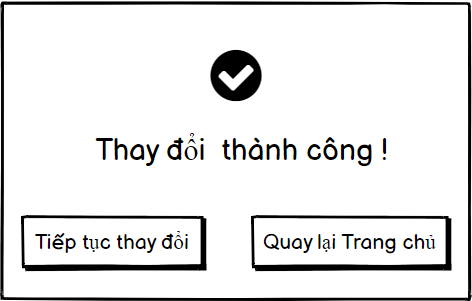 Thay đổi thành công !
Tiếp tục thay đổi
Quay lại Trang chủ